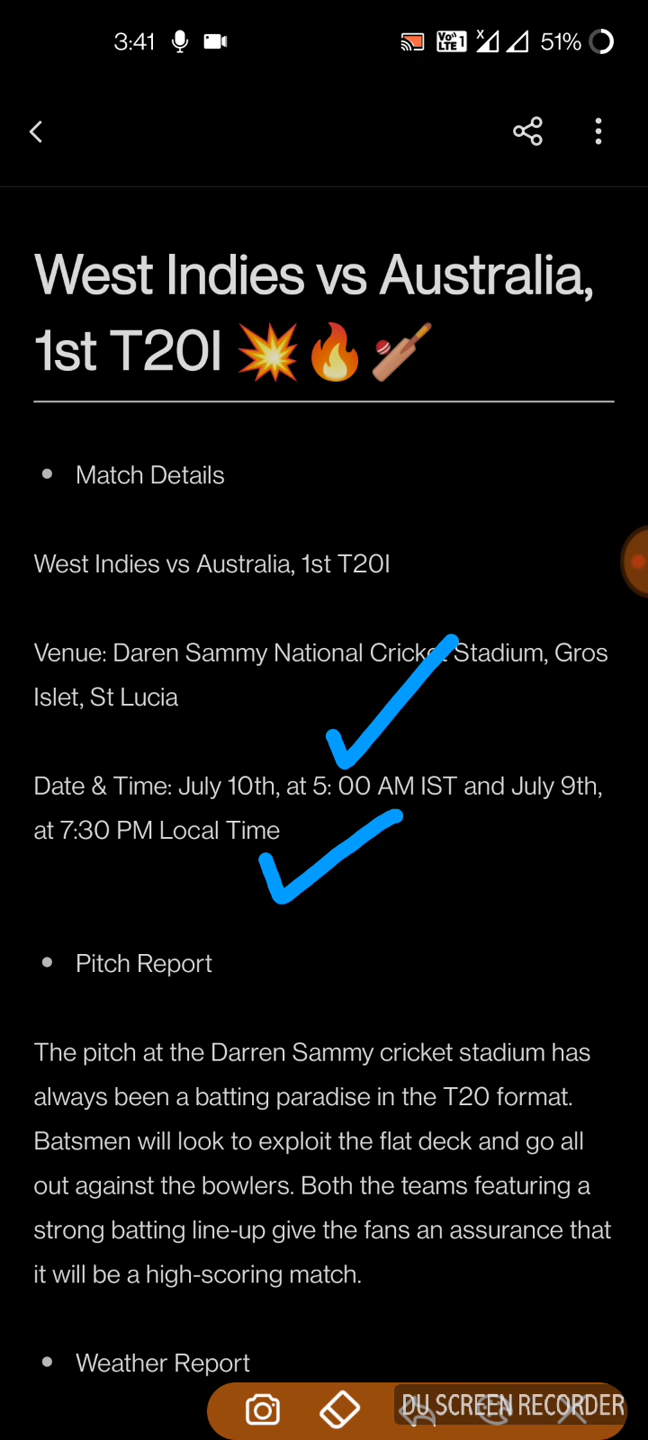 3:41 Vo) LTE 1 x 51%
West Indies vs Australia,
1st T20I 💥🔥🏏
• Match Details
West Indies vs Australia, 1st T20I
Venue: Daren Sammy National Cricket Stadium, Gros
Islet, St Lucia
Date & Time: July 10th, at 5: 00 AM IST and July 9th,
at 7:30 PM Local Time
• Pitch Report
The pitch at the Darren Sammy cricket stadium has
always been a batting paradise in the T20 format.
Batsmen will look to exploit the flat deck and go all
out against the bowlers. Both the teams featuring a
strong batting line-up give the fans an assurance that
it will be a high-scoring match.
• Weather Report
DU SCREEN RECORDER